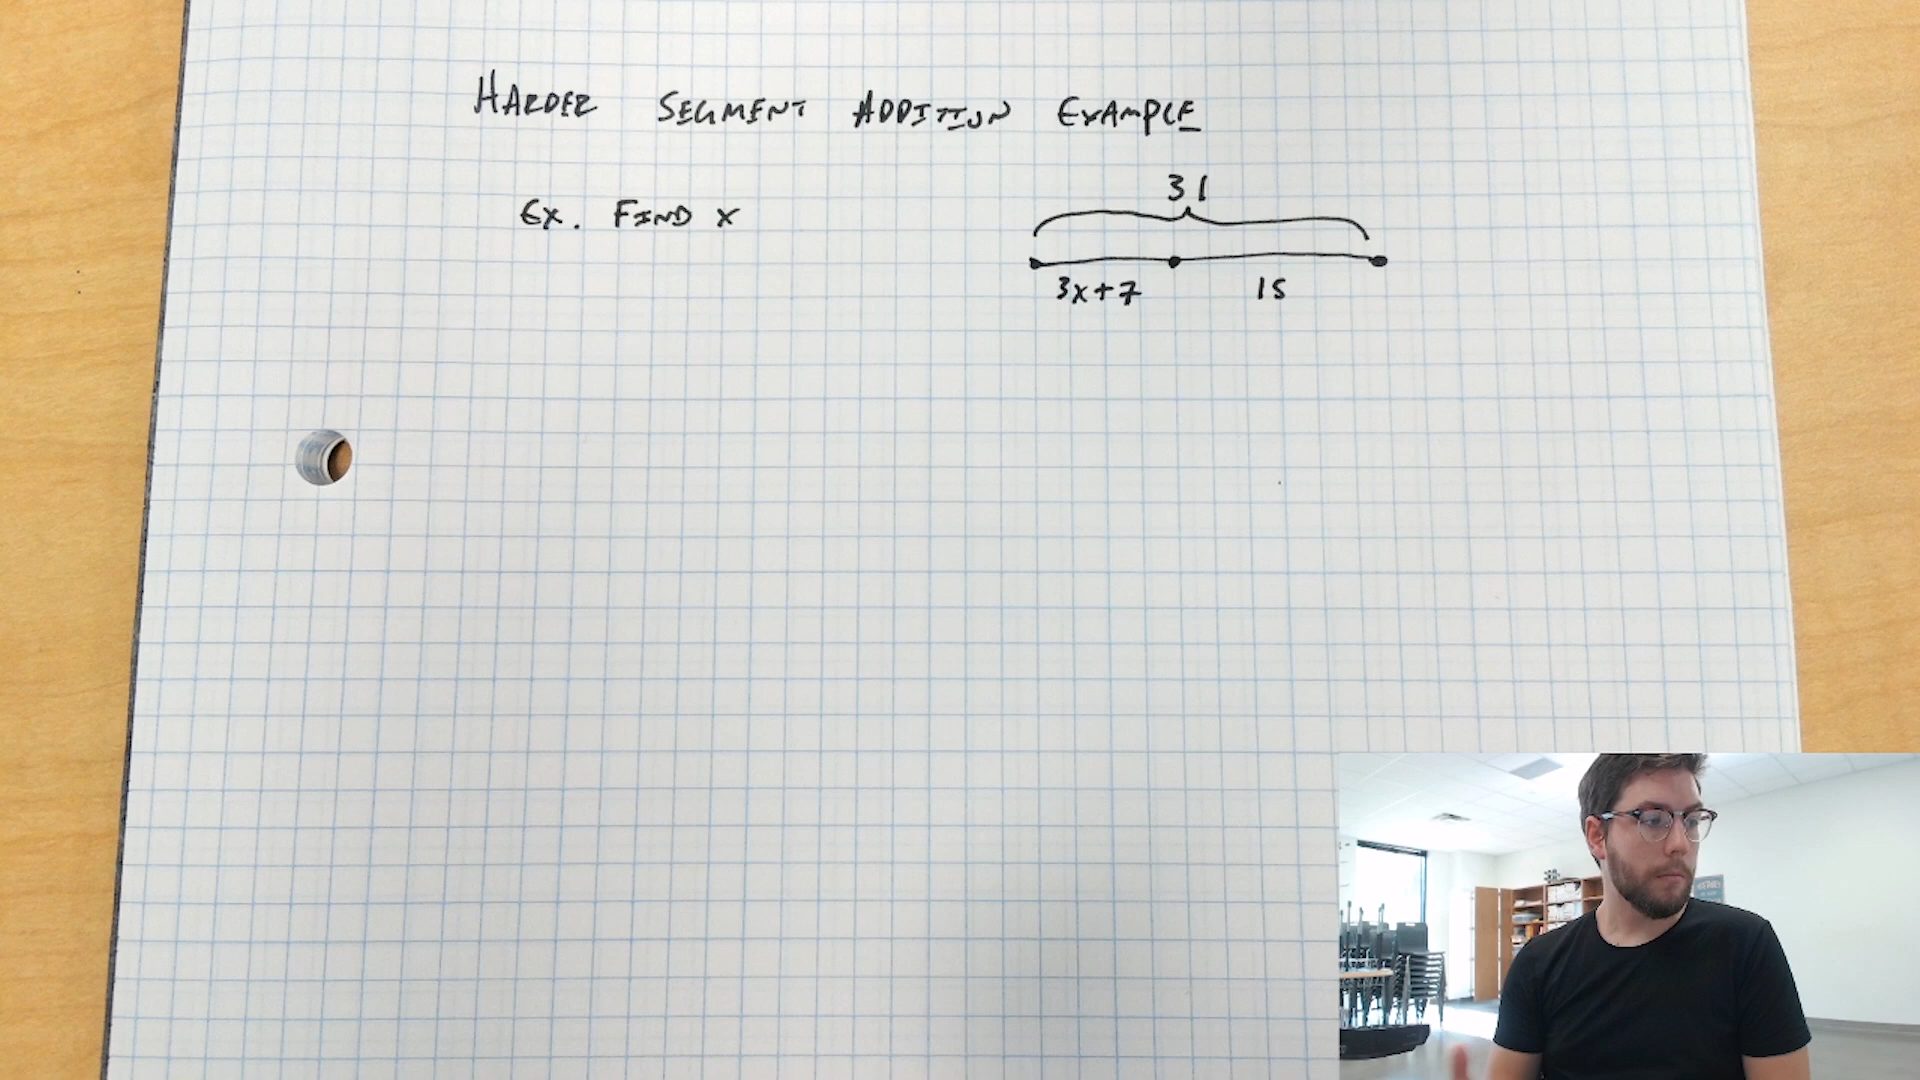 HARDER SEGMENT ADDITION EXAMPLE
EX. FIND X
31
3x+7
15